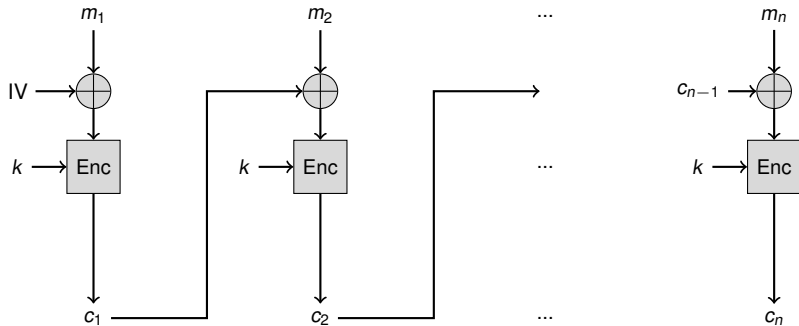 m1 m2 ... mn
IV cn−1
k Enc k Enc ... k Enc
c1 c2 ... cn